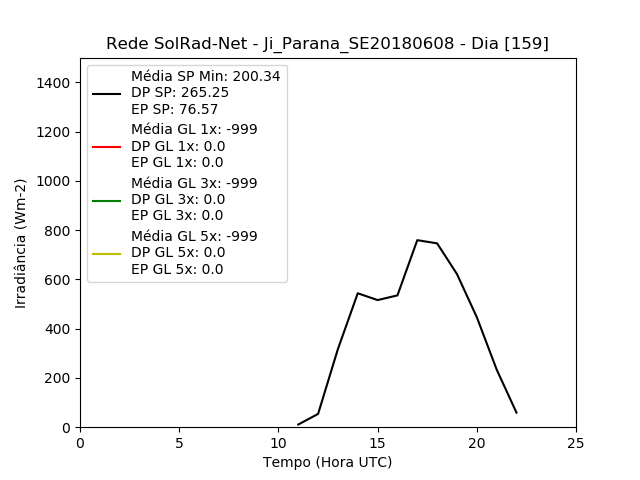 Rede SolRad-Net - Ji_Parana_SE20180608 - Dia [159]
Média SP Min: 200.34
DP SP: 265.25
EP SP: 76.57
Média GL 1x: -999
DP GL 1x: 0.0
EP GL 1x: 0.0
Média GL 3x: -999
DP GL 3x: 0.0
EP GL 3x: 0.0
Média GL 5x: -999
DP GL 5x: 0.0
EP GL 5x: 0.0
Irradiância (Wm-2)
1400
1200
1000
800
600
400
200
0
0 5 10 15 20 25
Tempo (Hora UTC)